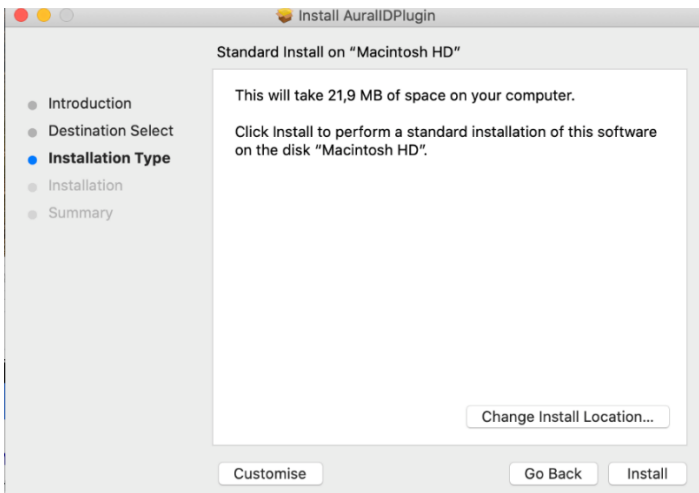 Install AuralIDPlugin
Standard Install on “Macintosh HD”
Introduction
Destination Select
Installation Type
Installation
Summary
This will take 21,9 MB of space on your computer.
Click Install to perform a standard installation of this software
on the disk “Macintosh HD”.
Change Install Location...
Customise
Go Back
Install